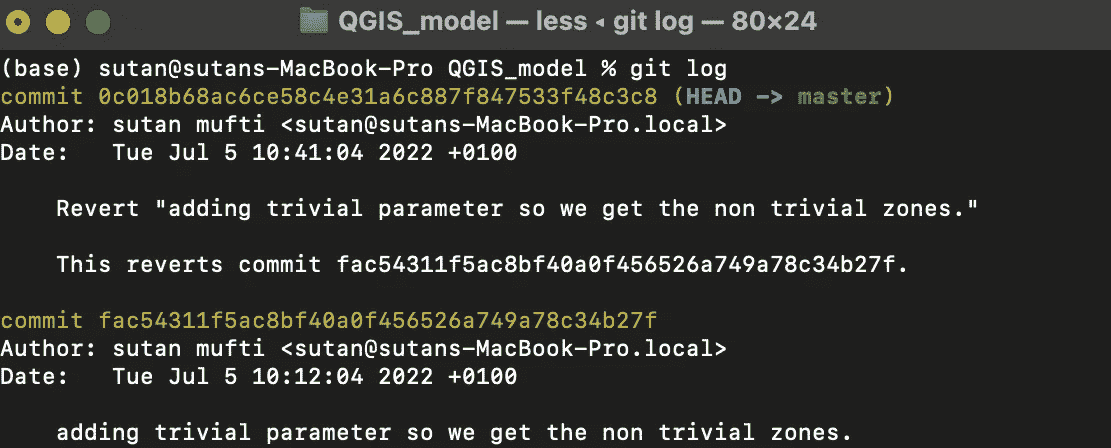 QGIS_model — less ◂ git log — 80×24
(base) sutan@sutans-MacBook-Pro QGIS_model % git log
commit 0c018b68ac6ce58c4e31a6c887f847533f48c3c8 (HEAD -> master)
Author: sutan mufti <sutan@sutans-MacBook-Pro.local>
Date:   Tue Jul 5 10:41:04 2022 +0100
Revert "adding trivial parameter so we get the non trivial zones."
This reverts commit fac54311f5ac8bf40a0f456526a749a78c34b27f.
commit fac54311f5ac8bf40a0f456526a749a78c34b27f
Author: sutan mufti <sutan@sutans-MacBook-Pro.local>
Date:   Tue Jul 5 10:12:04 2022 +0100
adding trivial parameter so we get the non trivial zones.